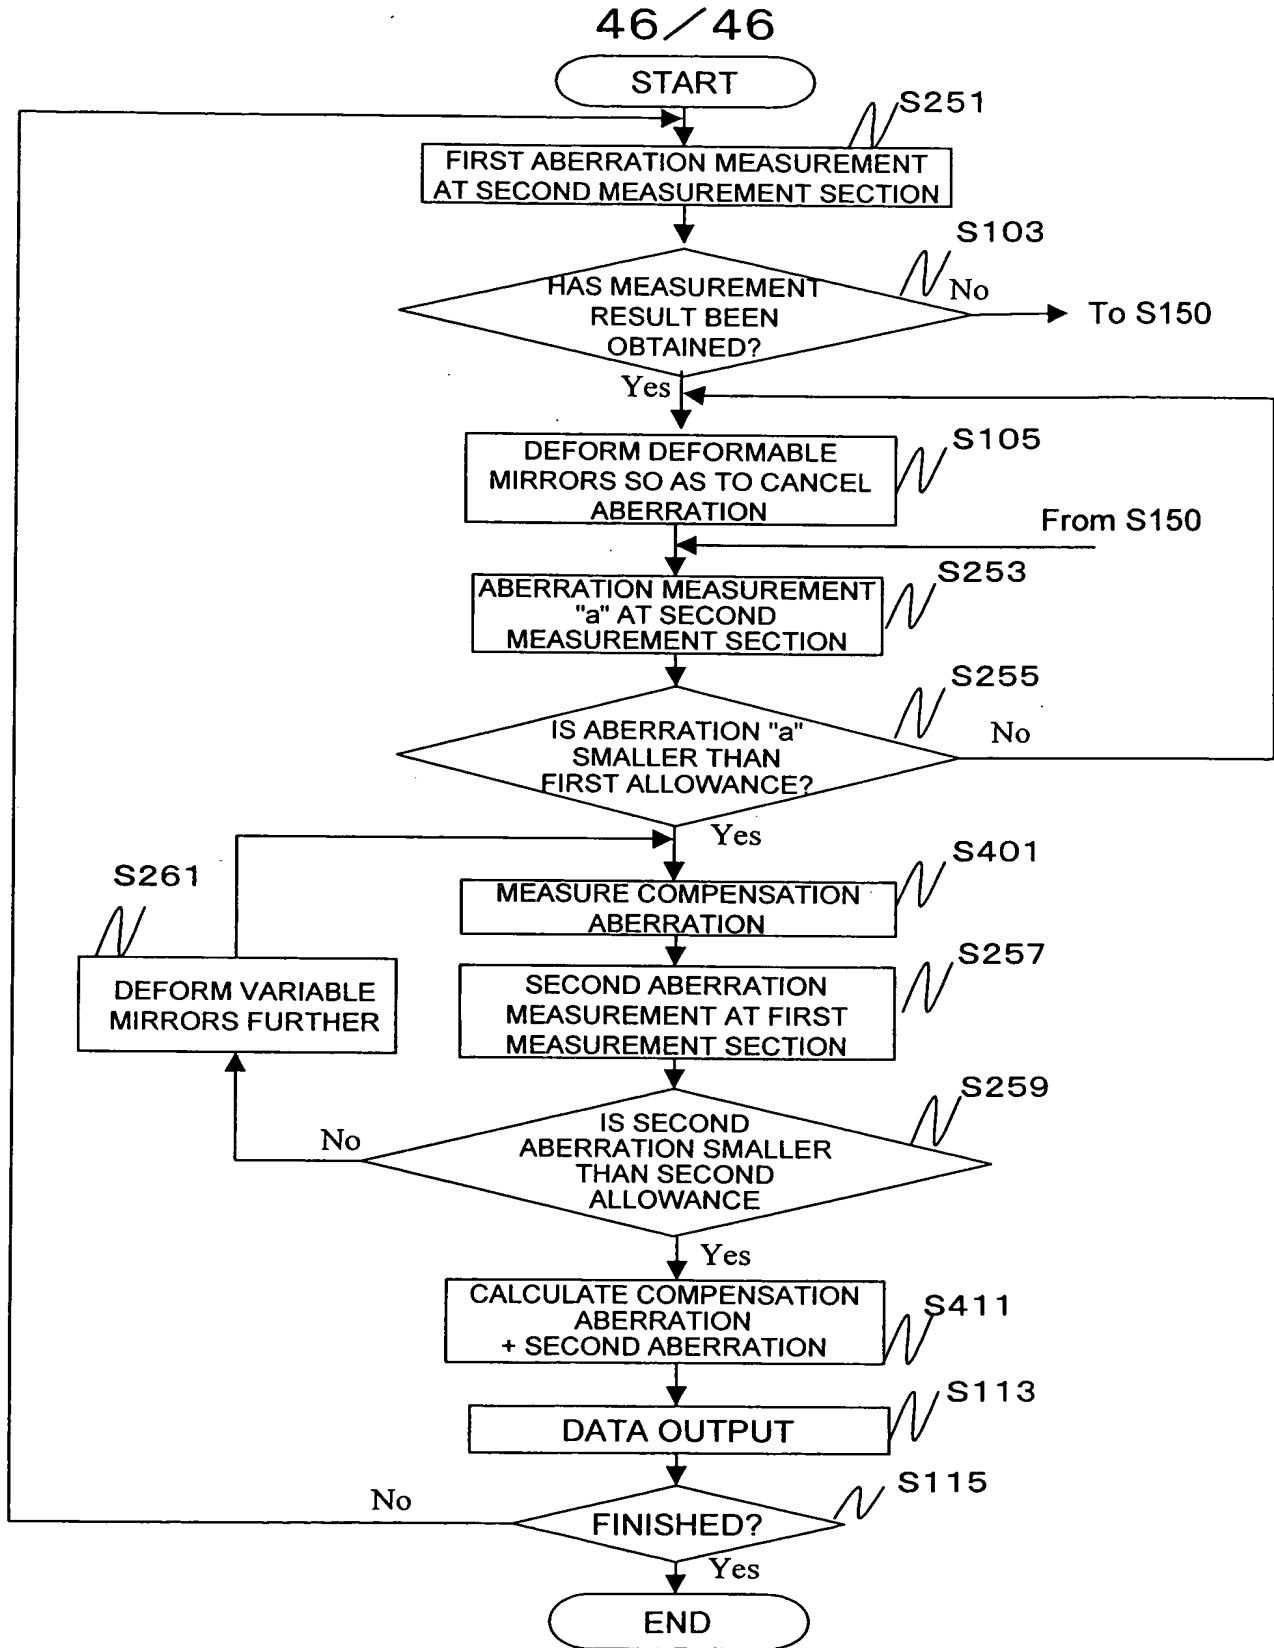 46/46
START
S251
FIRST ABERRATION MEASUREMENT
AT SECOND MEASUREMENT SECTION
S103
HAS MEASUREMENT
RESULT BEEN
OBTAINED?
No
To S150
Yes
S105
DEFORM DEFORMABLE
MIRRORS SO AS TO CANCEL
ABERRATION
From S150
S253
ABERRATION MEASUREMENT
"a" AT SECOND
MEASUREMENT SECTION
S255
IS ABERRATION "a"
SMALLER THAN
FIRST ALLOWANCE?
No
Yes
S401
MEASURE COMPENSATION
ABERRATION
S261
DEFORM VARIABLE
MIRRORS FURTHER
S257
SECOND ABERRATION
MEASUREMENT AT FIRST
MEASUREMENT SECTION
S259
IS SECOND
ABERRATION SMALLER
THAN SECOND
ALLOWANCE
No
Yes
S411
CALCULATE COMPENSATION
ABERRATION
+ SECOND ABERRATION
S113
DATA OUTPUT
S115
FINISHED?
No
Yes
END